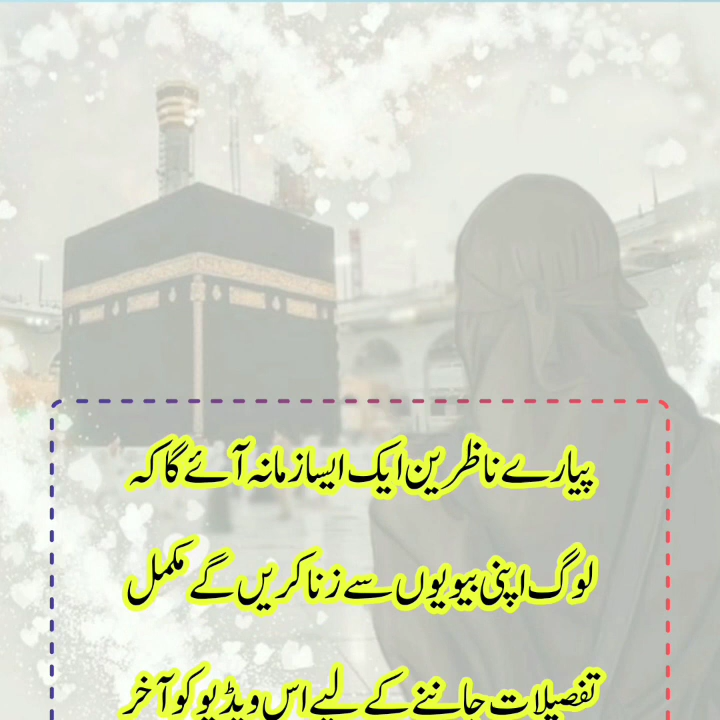 پیارے ناظرین ایک ایسا زمانہ آئے گا کہ
لوگ اپنی بیویوں سے زنا کریں گے مکمل
تفصیلات جاننے کے لیے اس ویڈیو کو آخر